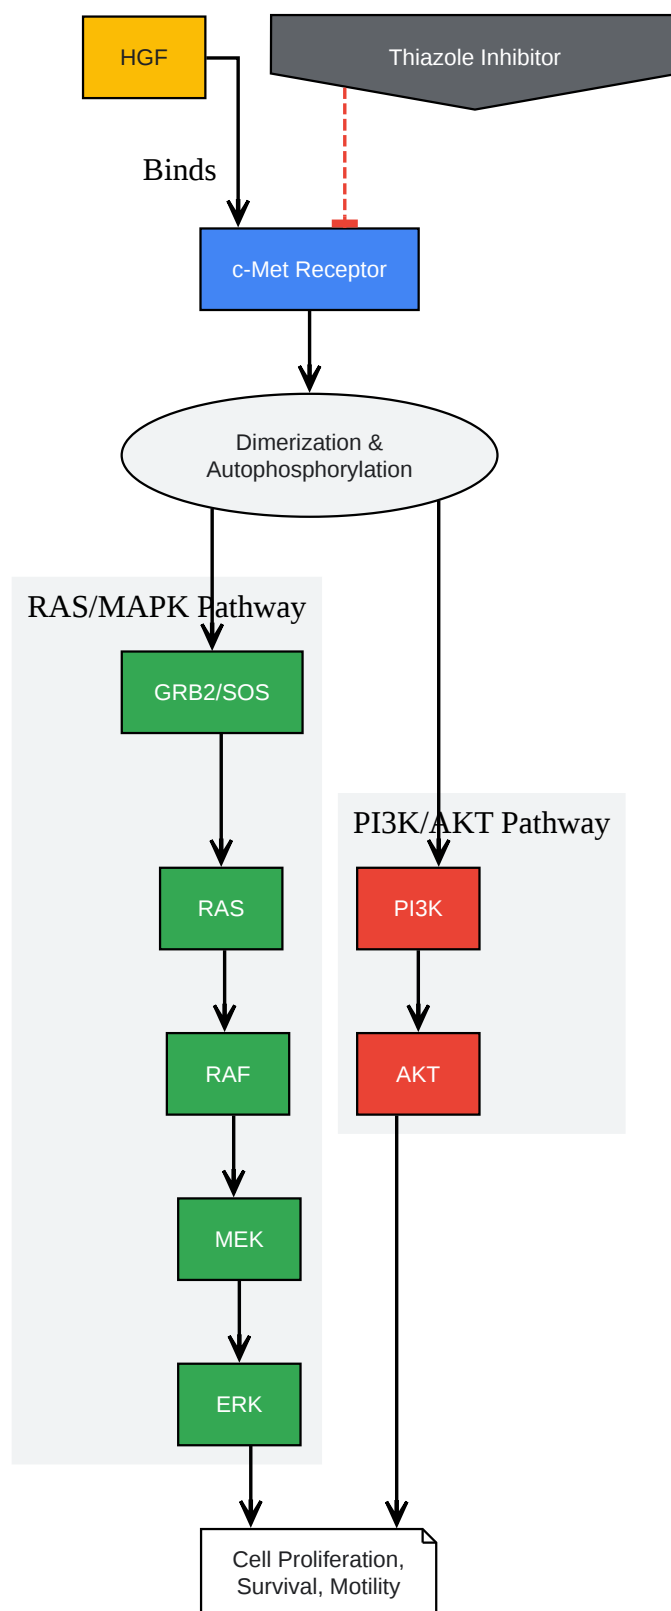 HGF
Thiazole Inhibitor
Binds
c-Met Receptor
Dimerization &
Autophosphorylation
RAS/MAPK Pathway
GRB2/SOS
PI3K/AKT Pathway
RAS
PI3K
RAF
AKT
MEK
ERK
Cell Proliferation,
Survival, Motility